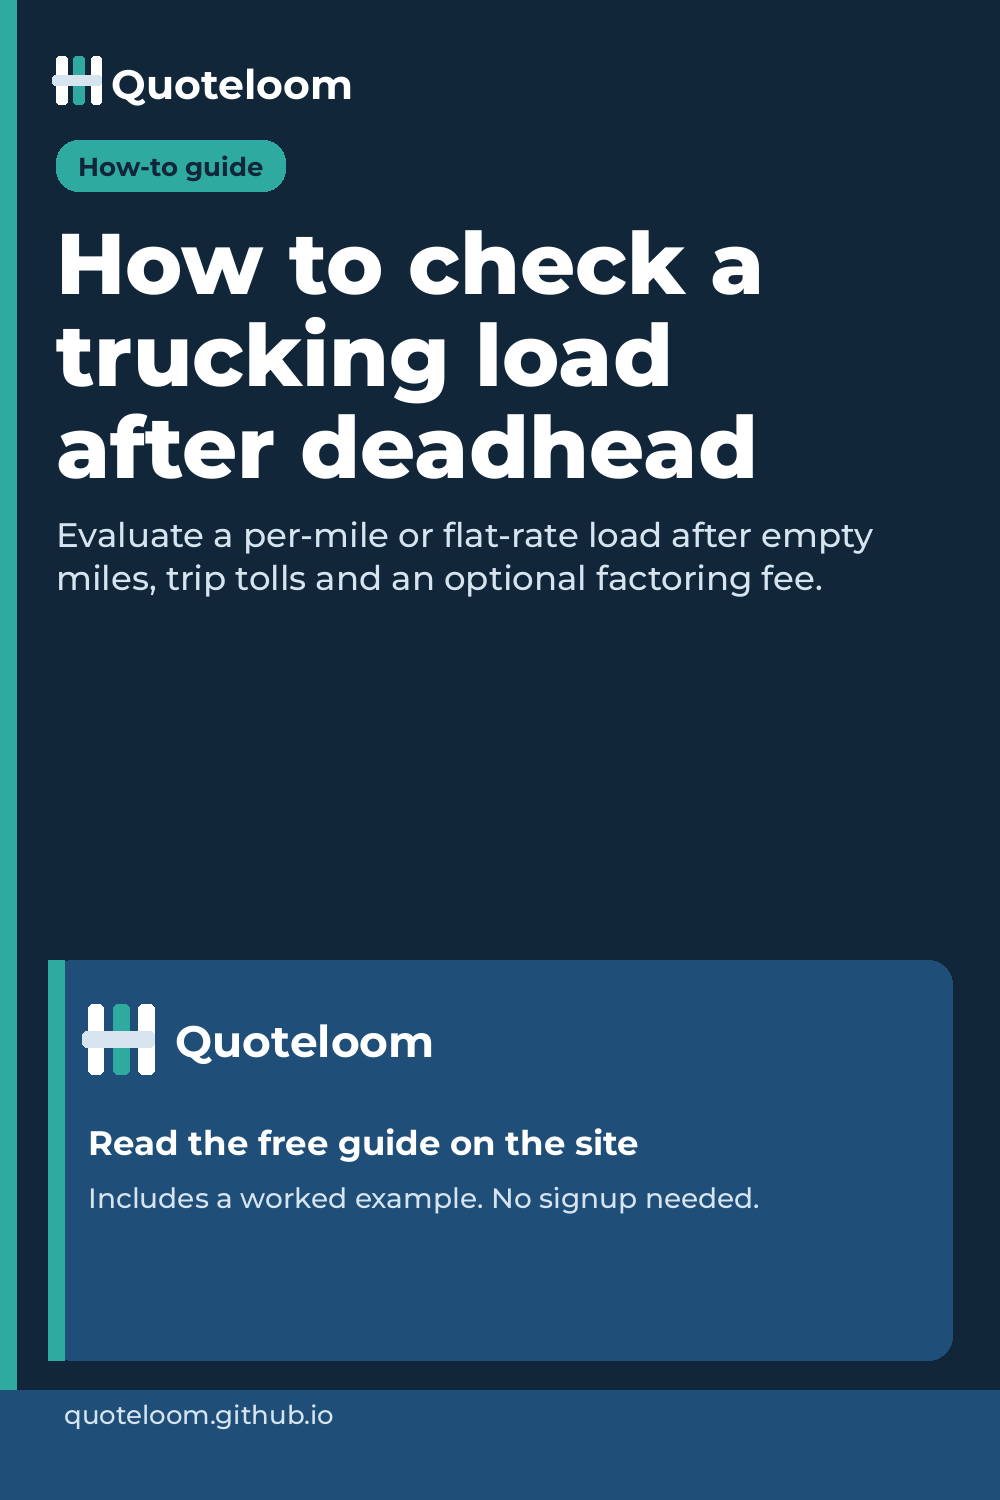 Quoteloom
How-to guide
How to check a
trucking load
after deadhead
Evaluate a per-mile or flat-rate load after empty
miles, trip tolls and an optional factoring fee.
Quoteloom
Read the free guide on the site
Includes a worked example. No signup needed.
quoteloom.github.io